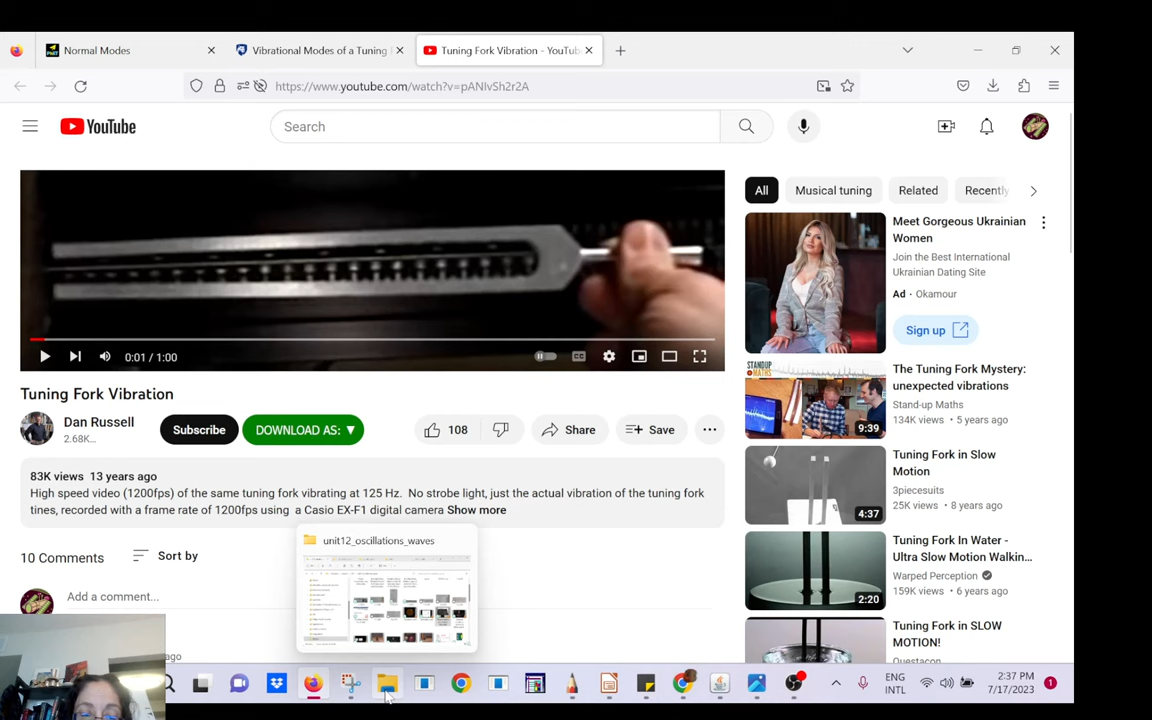 Normal Modes
Vibrational Modes of a Tuning
Tuning Fork Vibration - YouTub
https://www.youtube.com/watch?v=pANIvSh2r2A
YouTube
Search
All
Musical tuning
Related
Recently
Meet Gorgeous Ukrainian
Women
Join the Best International
Ukrainian Dating Site
Ad · Okamour
Sign up
0:01 / 1:00
CC
Tuning Fork Vibration
Dan Russell
2.68K...
Subscribe
DOWNLOAD AS: ▼
108
Share
Save
STANDUP
MATHS
The Tuning Fork Mystery:
unexpected vibrations
Stand-up Maths
134K views · 5 years ago
9:39
83K views 13 years ago
High speed video (1200fps) of the same tuning fork vibrating at 125 Hz. No strobe light, just the actual vibration of the tuning fork
tines, recorded with a frame rate of 1200fps using a Casio EX-F1 digital camera Show more
Tuning Fork in Slow
Motion
3piecesuits
25K views · 8 years ago
4:37
unit12_oscillations_waves
10 Comments
Sort by
Add a comment...
ago
Tuning Fork In Water -
Ultra Slow Motion Walkin...
Warped Perception
159K views · 6 years ago
2:20
Tuning Fork in SLOW
MOTION!
Questacon
ENG
INTL
2:37 PM
7/17/2023
1